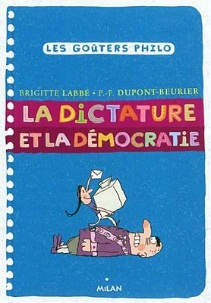 LES GOÛTERS PHILO
BRIGITTE LABBÉ • P.-F. DUPONT-BEURIER
LA DiCTATURE
ET LA DÉMOCRATiE
MiLAN